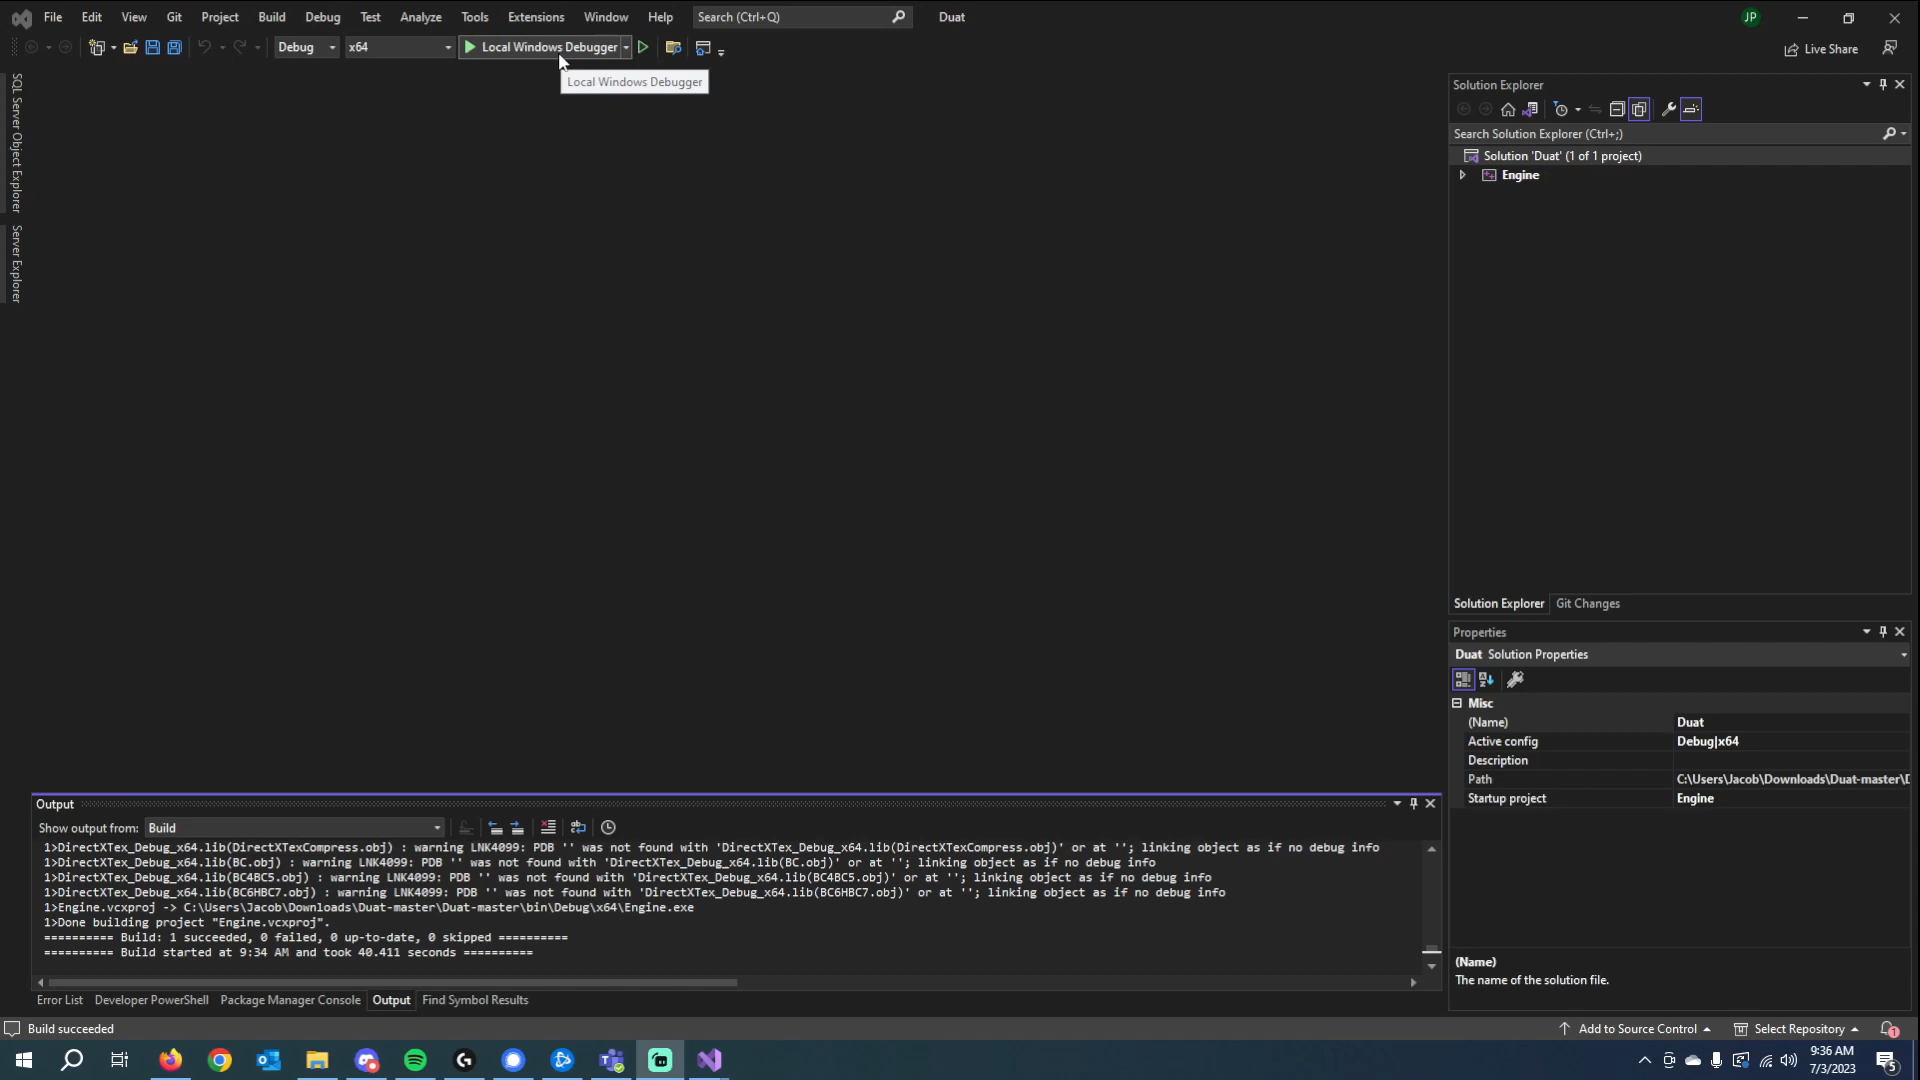 File Edit View Git Project Build Debug Test Analyze Tools Extensions Window Help Search (Ctrl+Q) Duat JP
Debug x64 Local Windows Debugger Live Share
Local Windows Debugger
SQL Server Object Explorer
Server Explorer
Solution Explorer
Search Solution Explorer (Ctrl+;)
Solution 'Duat' (1 of 1 project)
Engine
Solution Explorer Git Changes
Properties
Duat Solution Properties
Misc
(Name) Duat
Active config Debug|x64
Description
Path C:\Users\Jacob\Downloads\Duat-master\D
Startup project Engine
(Name)
The name of the solution file.
Output
Show output from: Build
1>DirectXTex_Debug_x64.lib(DirectXTexCompress.obj) : warning LNK4099: PDB '' was not found with 'DirectXTex_Debug_x64.lib(DirectXTexCompress.obj)' or at ''; linking object as if no debug info
1>DirectXTex_Debug_x64.lib(BC.obj) : warning LNK4099: PDB '' was not found with 'DirectXTex_Debug_x64.lib(BC.obj)' or at ''; linking object as if no debug info
1>DirectXTex_Debug_x64.lib(BC4BC5.obj) : warning LNK4099: PDB '' was not found with 'DirectXTex_Debug_x64.lib(BC4BC5.obj)' or at ''; linking object as if no debug info
1>DirectXTex_Debug_x64.lib(BC6HBC7.obj) : warning LNK4099: PDB '' was not found with 'DirectXTex_Debug_x64.lib(BC6HBC7.obj)' or at ''; linking object as if no debug info
1>Engine.vcxproj -> C:\Users\Jacob\Downloads\Duat-master\Duat-master\bin\Debug\x64\Engine.exe
1>Done building project "Engine.vcxproj".
========== Build: 1 succeeded, 0 failed, 0 up-to-date, 0 skipped ==========
========== Build started at 9:34 AM and took 40.411 seconds ==========
Error List Developer PowerShell Package Manager Console Output Find Symbol Results
Build succeeded Add to Source Control Select Repository 1
9:36 AM
7/3/2023
5